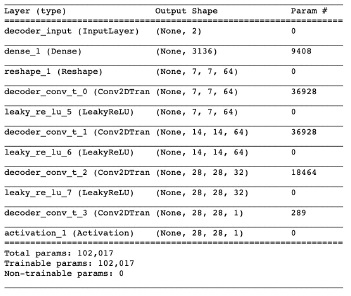 Layer (type) Output Shape Param #
decoder_input (InputLayer) (None, 2) 0
dense_1 (Dense) (None, 3136) 9408
reshape_1 (Reshape) (None, 7, 7, 64) 0
decoder_conv_t_0 (Conv2DTran (None, 7, 7, 64) 36928
leaky_re_lu_5 (LeakyReLU) (None, 7, 7, 64) 0
decoder_conv_t_1 (Conv2DTran (None, 14, 14, 64) 36928
leaky_re_lu_6 (LeakyReLU) (None, 14, 14, 64) 0
decoder_conv_t_2 (Conv2DTran (None, 28, 28, 32) 18464
leaky_re_lu_7 (LeakyReLU) (None, 28, 28, 32) 0
decoder_conv_t_3 (Conv2DTran (None, 28, 28, 1) 289
activation_1 (Activation) (None, 28, 28, 1) 0
Total params: 102,017
Trainable params: 102,017
Non-trainable params: 0